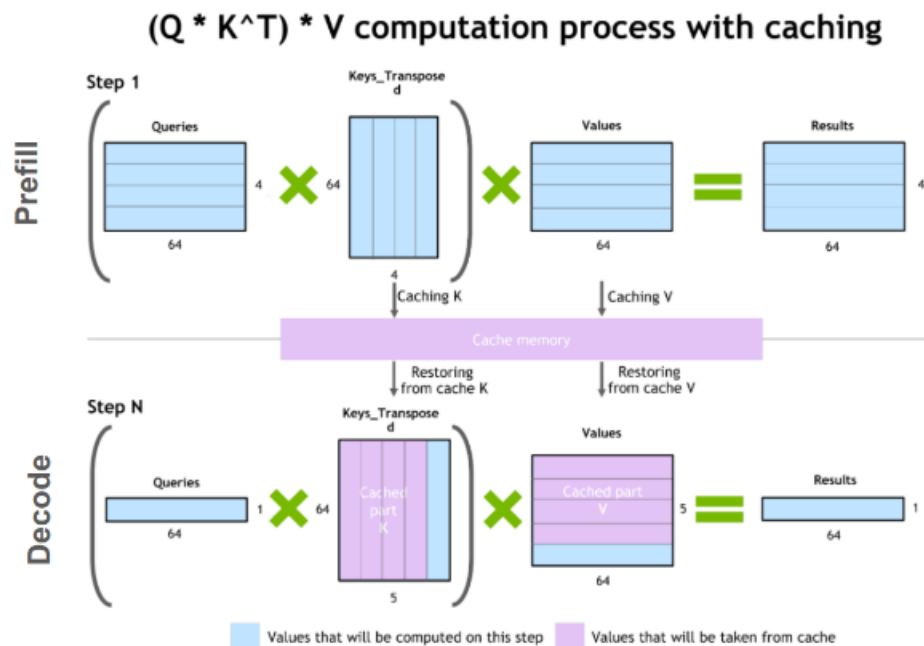 (Q * K^T) * V computation process with caching
Step 1
Prefill
Queries
4
64
Keys_Transpose
d
64
4
Values
64
Results
4
64
Caching K
Caching V
Cache memory
Restoring
from cache K
Restoring
from cache V
Step N
Decode
Queries
1
64
Keys_Transpose
d
64
Cached
part
K
5
Values
Cached part
V
5
64
Results
1
64
Values that will be computed on this step
Values that will be taken from cache